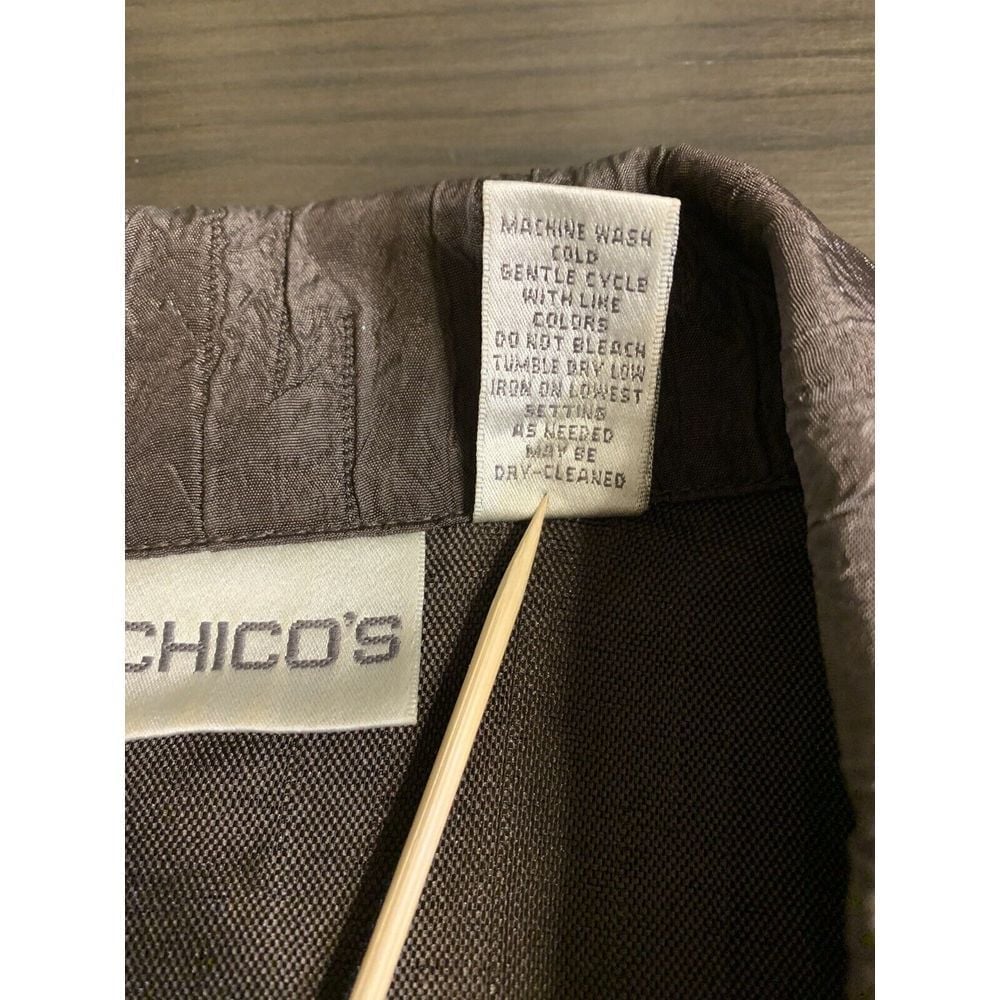 MACHINE WASH
COLD
GENTLE CYCLE
WITH LIKE
COLORS
DO NOT BLEACH
TUMBLE DRY LOW
IRON ON LOWEST
SETTING
AS NEEDED
MAY BE
DRY-CLEANED
CHICO'S